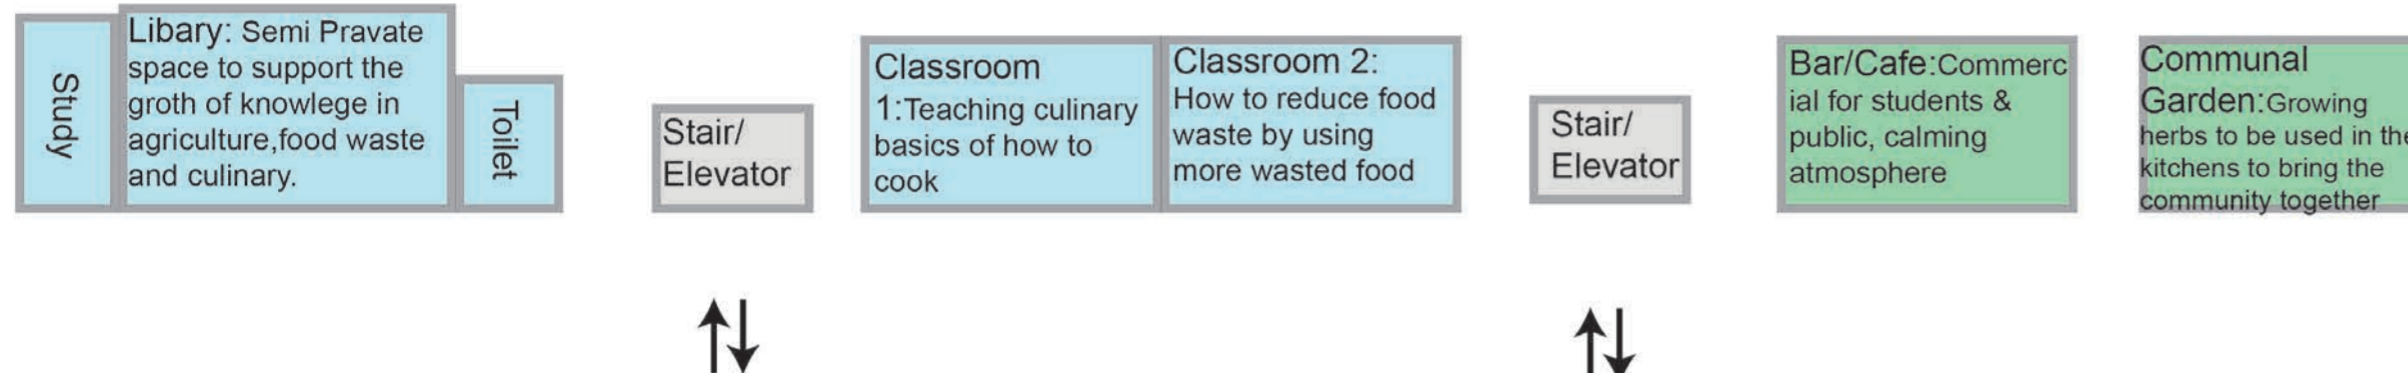 Study
Libary: Semi Pravate
space to support the
groth of knowlege in
agriculture,food waste
and culinary.
Toilet
Stair/
Elevator
Classroom
1:Teaching culinary
basics of how to
cook
Classroom 2:
How to reduce food
waste by using
more wasted food
Stair/
Elevator
Bar/Cafe:Commerc
ial for students &
public, calming
atmosphere
Communal
Garden:Growing
herbs to be used in the
kitchens to bring the
community together